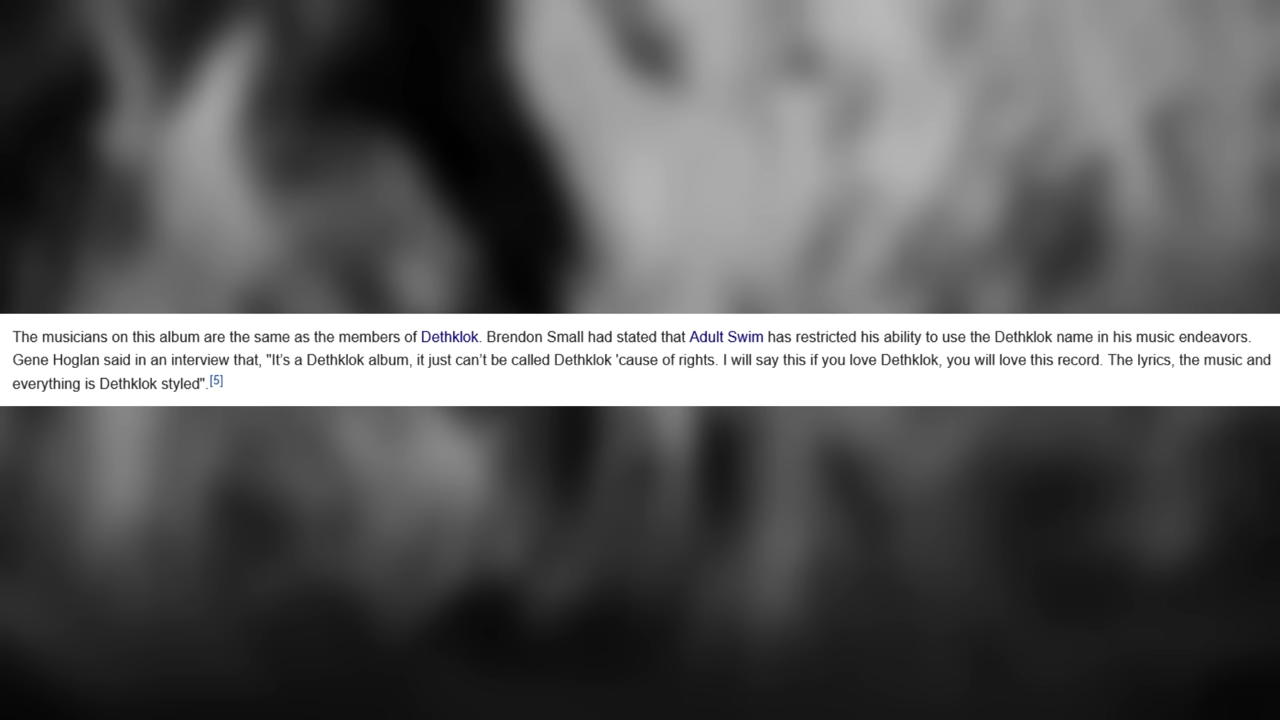 The musicians on this album are the same as the members of Dethklok. Brendon Small had stated that Adult Swim has restricted his ability to use the Dethklok name in his music endeavors.
Gene Hoglan said in an interview that, "It’s a Dethklok album, it just can’t be called Dethklok 'cause of rights. I will say this if you love Dethklok, you will love this record. The lyrics, the music and
everything is Dethklok styled".[5]